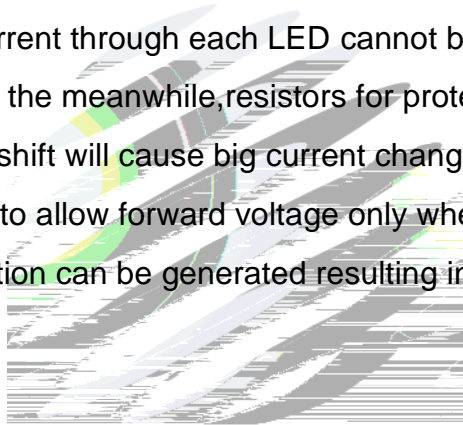 rrent through each LED cannot b
the meanwhile,resistors for prote
shift will cause big current chang
to allow forward voltage only whe
tion can be generated resulting in